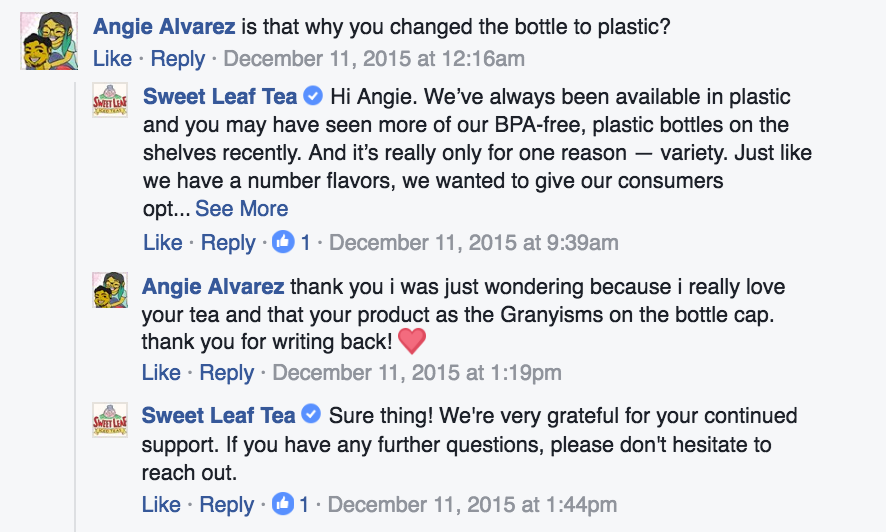 Angie Alvarez is that why you changed the bottle to plastic?
Like · Reply · December 11, 2015 at 12:16am
Sweet Leaf Tea Hi Angie. We've always been available in plastic
and you may have seen more of our BPA-free, plastic bottles on the
shelves recently. And it's really only for one reason — variety. Just like
we have a number flavors, we wanted to give our consumers
opt... See More
Like · Reply · 1 · December 11, 2015 at 9:39am
Angie Alvarez thank you i was just wondering because i really love
your tea and that your product as the Granyisms on the bottle cap.
thank you for writing back!
Like · Reply · December 11, 2015 at 1:19pm
SWEET LEAF
Sweet Leaf Tea Sure thing! We're very grateful for your continued
support. If you have any further questions, please don't hesitate to
reach out.
Like · Reply · 1 · December 11, 2015 at 1:44pm